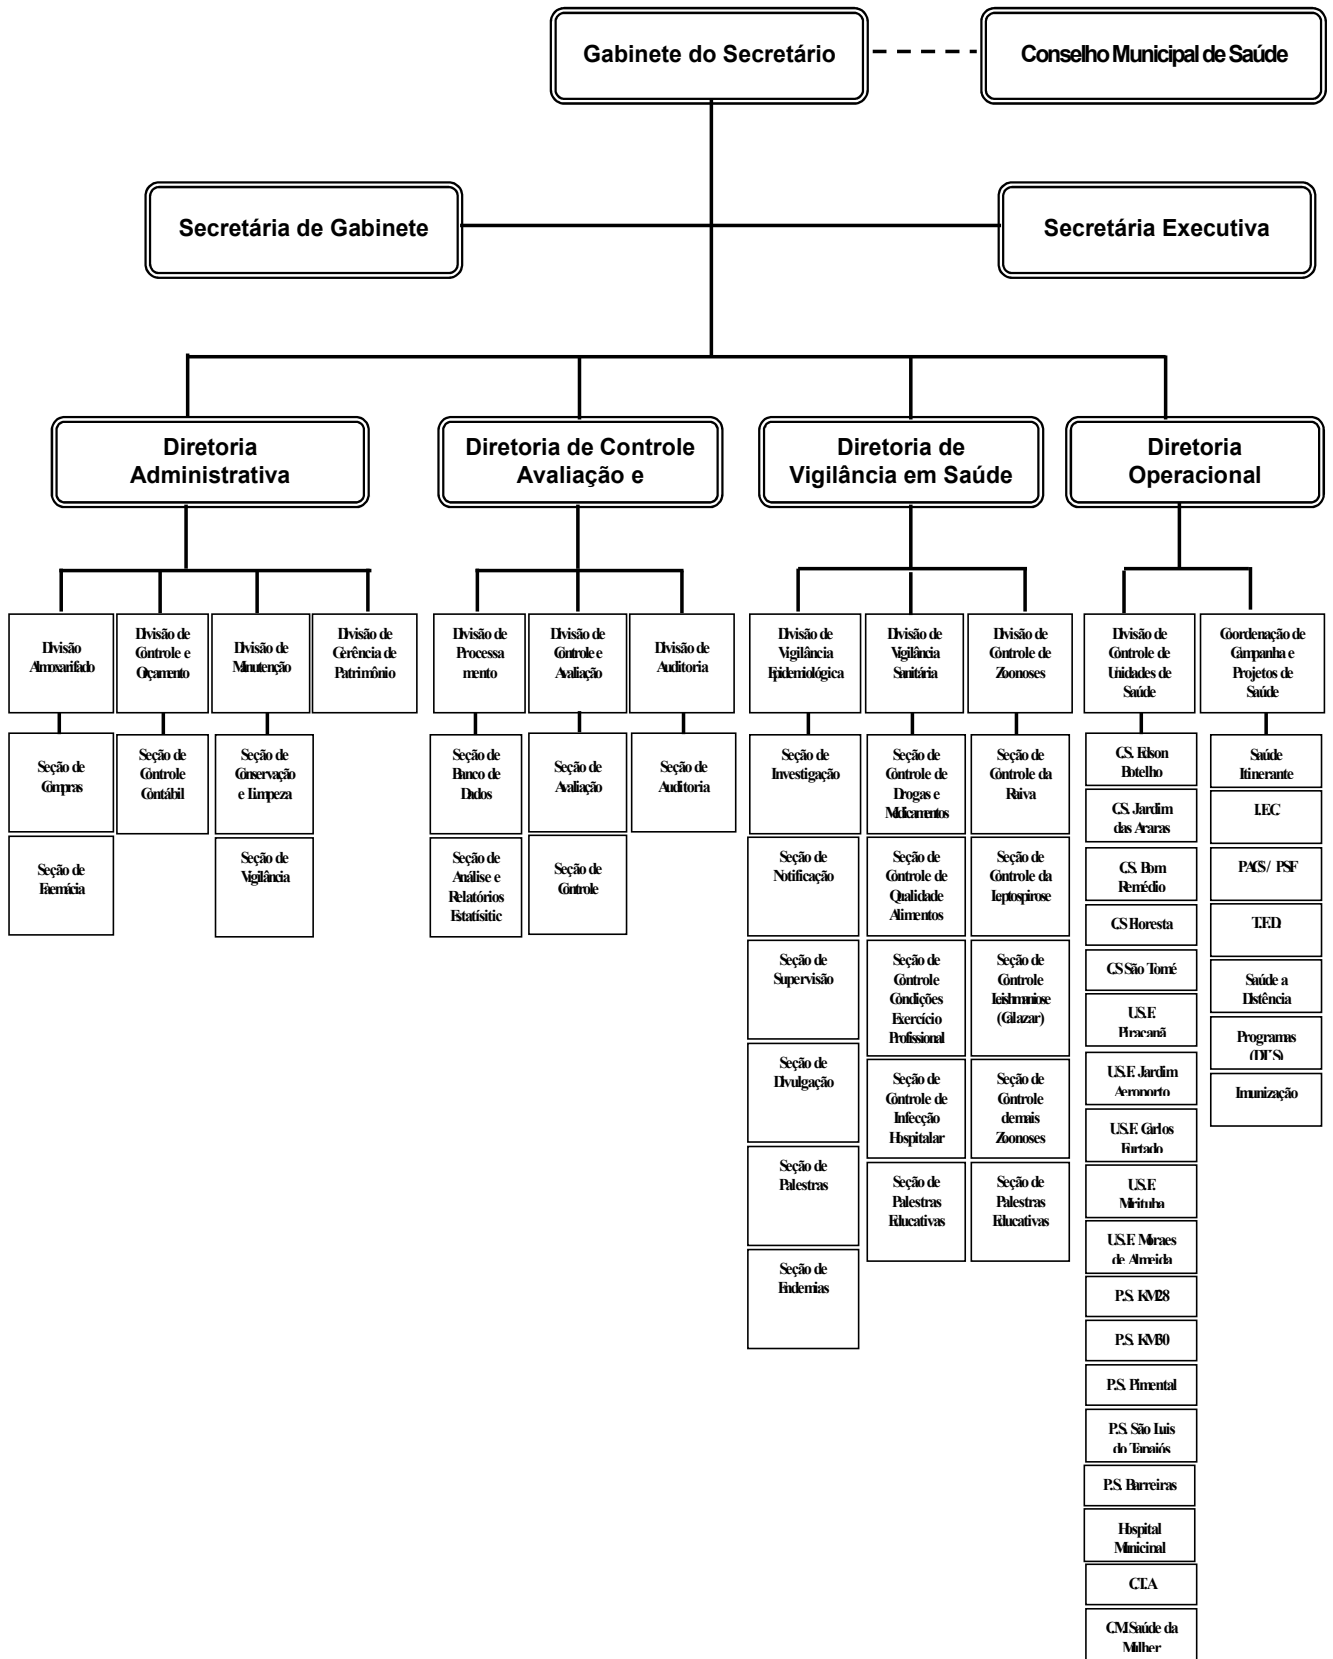 Gabinete do Secretário
Conselho Municipal de Saúde
Secretária de Gabinete
Secretária Executiva
Diretoria
Administrativa
Diretoria de Controle
Avaliação e
Diretoria de
Vigilância em Saúde
Diretoria
Operacional
Divisão
Almoxarifado
Divisão de
Controle e
Orçamento
Divisão de
Manutenção
Divisão de
Gerência de
Patrimônio
Divisão de
Processa
mento
Divisão de
Controle e
Avaliação
Divisão de
Auditoria
Divisão de
Vigilância
Epidemiológica
Divisão de
Vigilância
Sanitária
Divisão de
Controle de
Zoonoses
Divisão de
Controle de
Unidades de
Saúde
Coordenação de
Campanha e
Projetos de
Saúde
Seção de
Compras
Seção de
Farmácia
Seção de
Controle
Contábil
Seção de
Conservação
e Limpeza
Seção de
Vigilância
Seção de
Banco de
Dados
Seção de
Análise e
Relatórios
Estatísitic
Seção de
Avaliação
Seção de
Controle
Seção de
Auditoria
Seção de
Investigação
Seção de
Notificação
Seção de
Supervisão
Seção de
Divulgação
Seção de
Palestras
Seção de
Endemias
Seção de
Controle de
Drogas e
Medicamentos
Seção de
Controle de
Qualidade
Alimentos
Seção de
Controle
Condições
Exercício
Profissional
Seção de
Controle de
Infecção
Hospitalar
Seção de
Palestras
Educativas
Seção de
Controle da
Raiva
Seção de
Controle da
Leptospirose
Seção de
Controle
Leishmaniose
(Calazar)
Seção de
Controle
demais
Zoonoses
Seção de
Palestras
Educativas
C.S. Edson
Botelho
C.S. Jardim
das Araras
C.S. Bom
Remédio
C.S Floresta
C.S São Tomé
U.S.F.
Piracanã
U.S.F. Jardim
Aeroporto
U.S.F. Carlos
Furtado
U.S.F.
Miritituba
U.S.F. Moraes
de Almeida
P.S. KM28
P.S. KM30
P.S. Pimental
P.S. São Luis
do Tapajós
P.S. Barreiras
Hospital
Municipal
C.T.A
C.M.Saúde da
Mulher
Saúde
Itinerante
I.E.C.
PACS / PSF
T.F.D.
Saúde a
Distência
Programas
(DITS)
Imunização